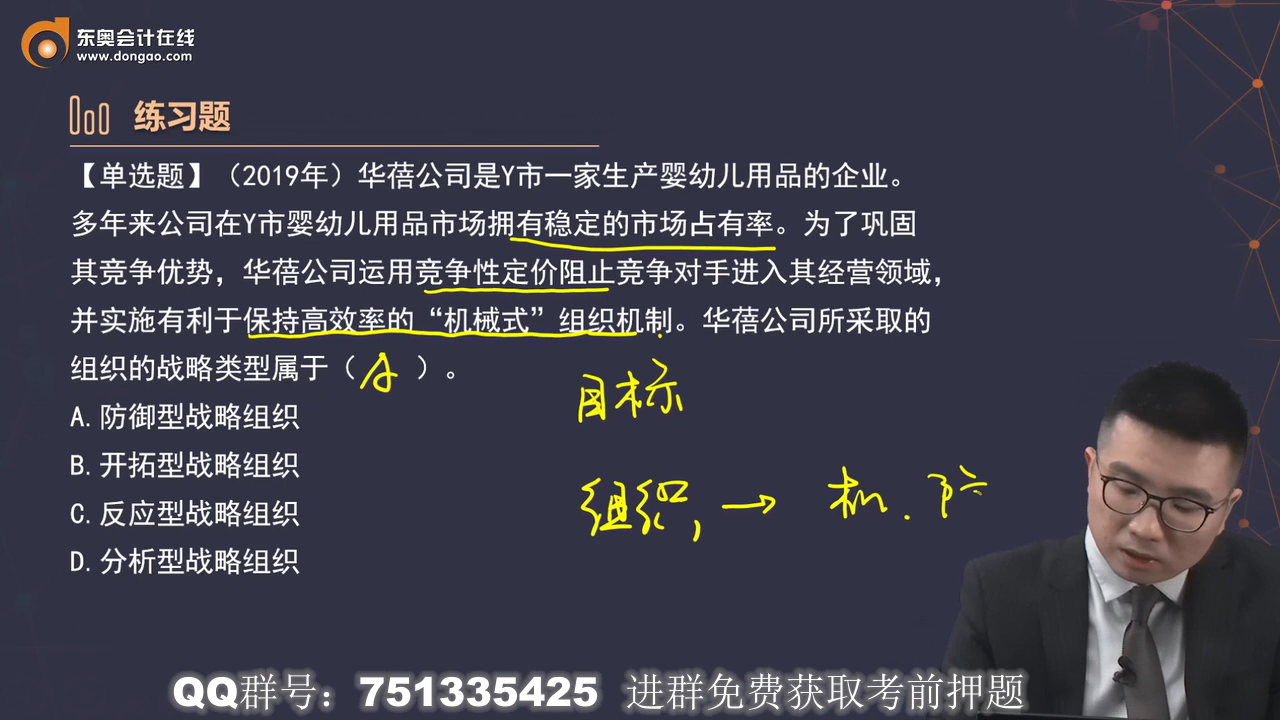 东奥会计在线
www.dongao.com
练习题
【单选题】（2019年）华蓓公司是Y市一家生产婴幼儿用品的企业。
多年来公司在Y市婴幼儿用品市场拥有稳定的市场占有率。为了巩固
其竞争优势，华蓓公司运用竞争性定价阻止竞争对手进入其经营领域，
并实施有利于保持高效率的“机械式”组织机制。华蓓公司所采取的
组织的战略类型属于（A）。
目标
A. 防御型战略组织
B. 开拓型战略组织
组织, → 机.
C. 反应型战略组织
D. 分析型战略组织
QQ群号：751335425 进群免费获取考前押题